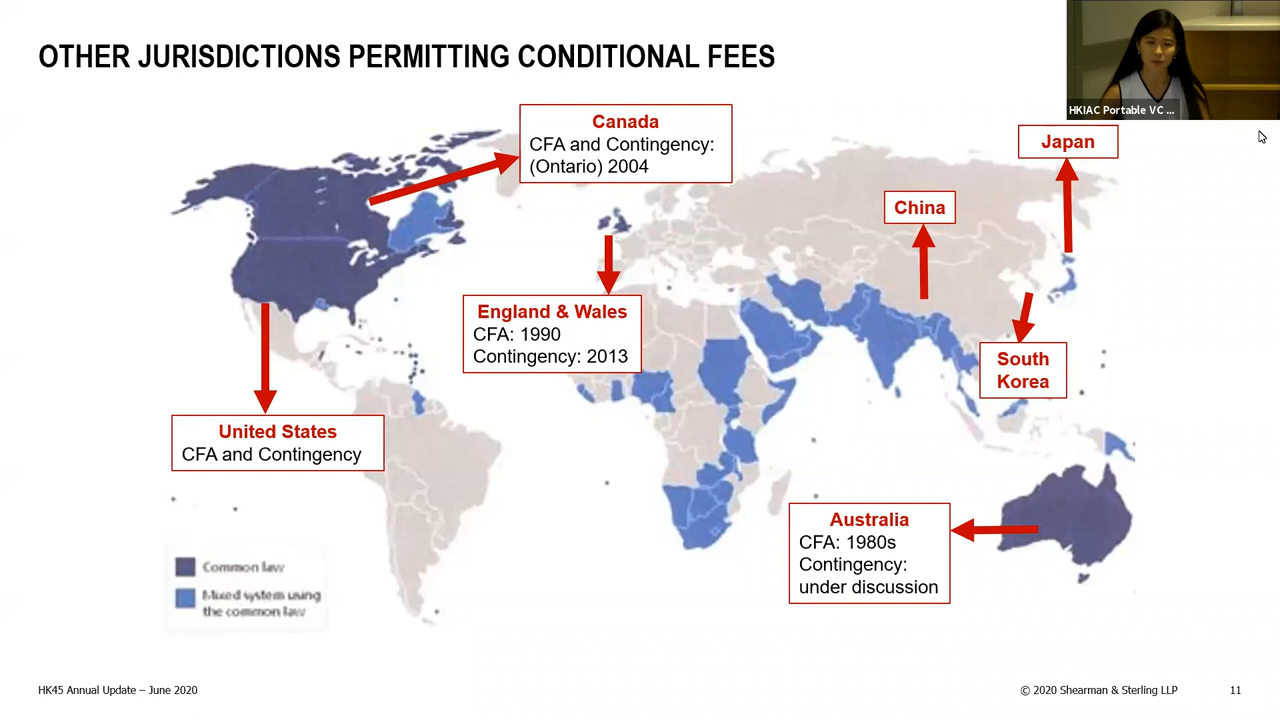 OTHER JURISDICTIONS PERMITTING CONDITIONAL FEES
HKIAC Portable VC ...
Canada
CFA and Contingency:
(Ontario) 2004
Japan
China
England & Wales
CFA: 1990
Contingency: 2013
South
Korea
United States
CFA and Contingency
Australia
CFA: 1980s
Contingency:
under discussion
Common law
Mixed system using
the common law
HK45 Annual Update – June 2020
© 2020 Shearman & Sterling LLP
11